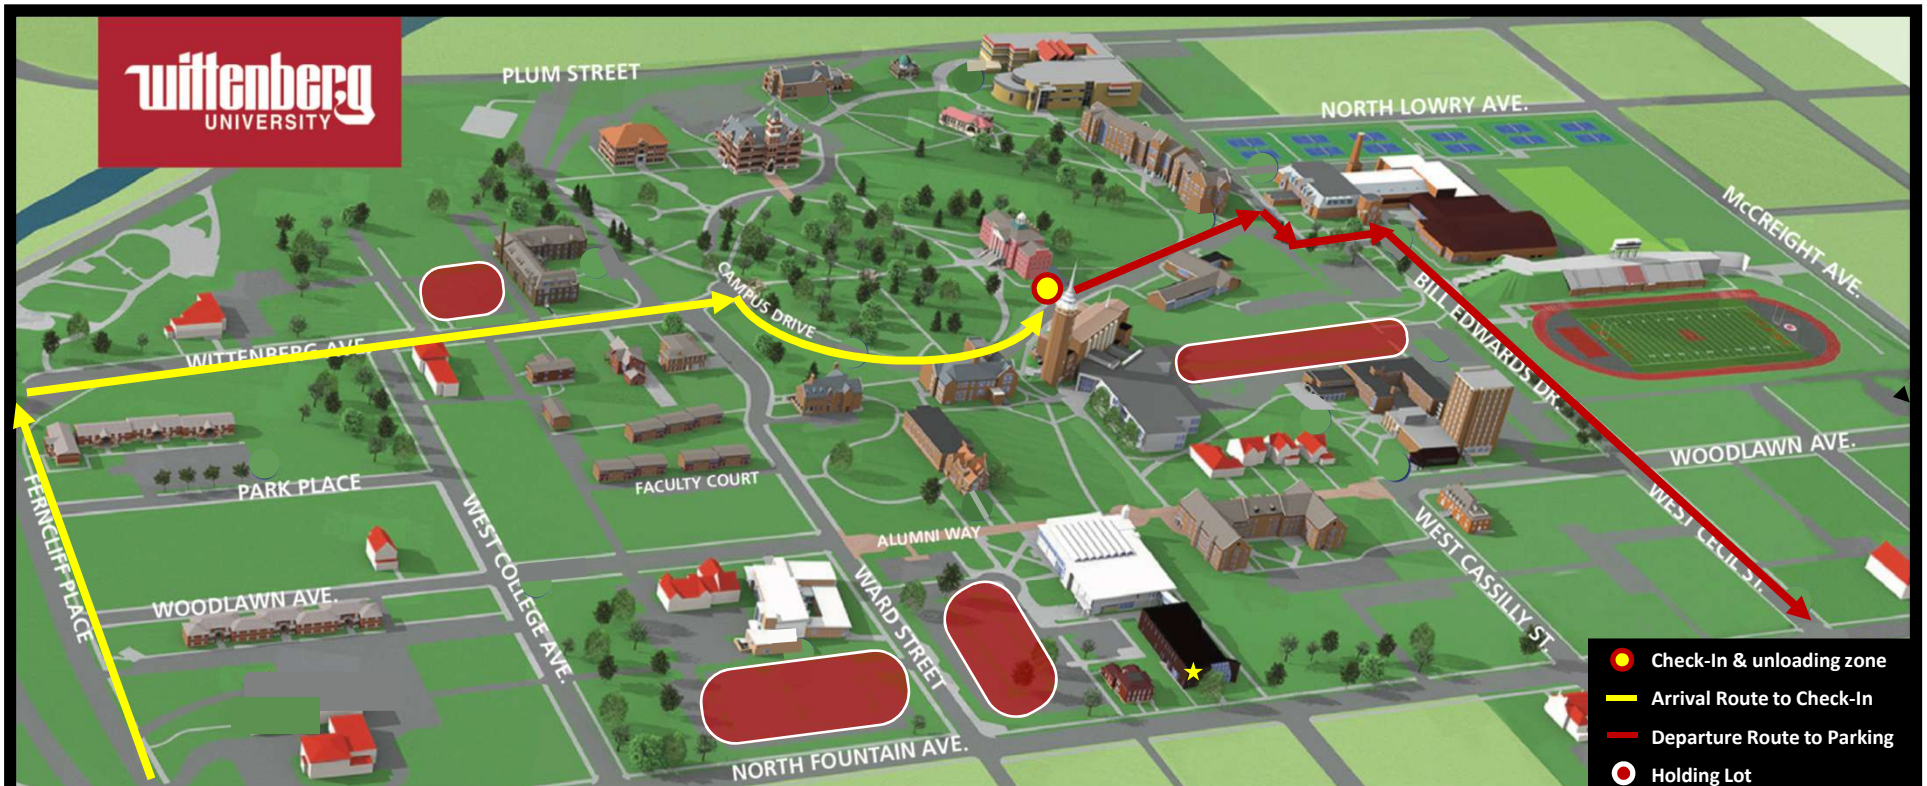 wittenberg
UNIVERSITY
PLUM STREET
NORTH LOWRY AVE.
McCREIGHT AVE.
CAMPUS DRIVE
BILL EDWARDS DR.
WITTENBERG AVE.
WOODLAWN AVE.
PARK PLACE
FACULTY COURT
FERNCLIFF PLACE
WEST COLLEGE AVE.
ALUMNI WAY
WEST CECIL ST.
WEST CASSILLY ST.
WOODLAWN AVE.
WARD STREET
NORTH FOUNTAIN AVE.
Check-In & unloading zone
Arrival Route to Check-In
Departure Route to Parking
Holding Lot